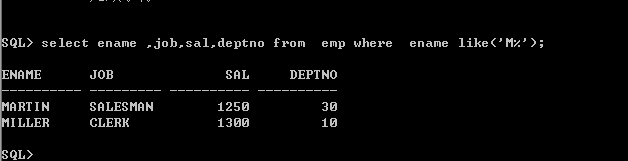 SQL> select ename ,job,sal,deptno from  emp where  ename like('M%');
ENAME      JOB              SAL     DEPTNO
---------- --------- ---------- ----------
MARTIN     SALESMAN        1250         30
MILLER     CLERK           1300         10
SQL>